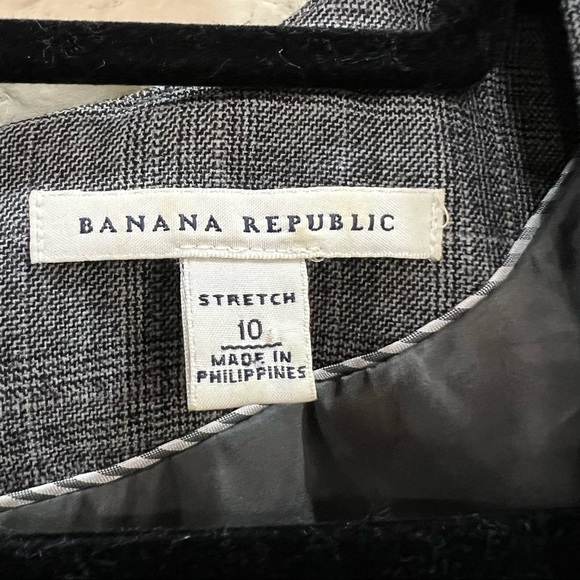 BANANA REPUBLIC
STRETCH
10
MADE IN
PHILIPPINES